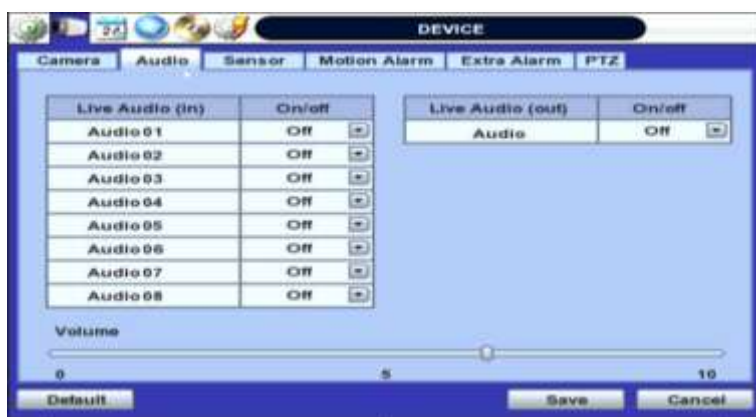 DEVICE
Camera Audio Sensor Motion Alarm Extra Alarm PTZ
Live Audio (in) On/off Live Audio (out) On/off
Audio01 Off Audio Off
Audio02 Off
Audio03 Off
Audio04 Off
Audio05 Off
Audio06 Off
Audio07 Off
Audio08 Off
Volume
0 5 10
Default Save Cancel